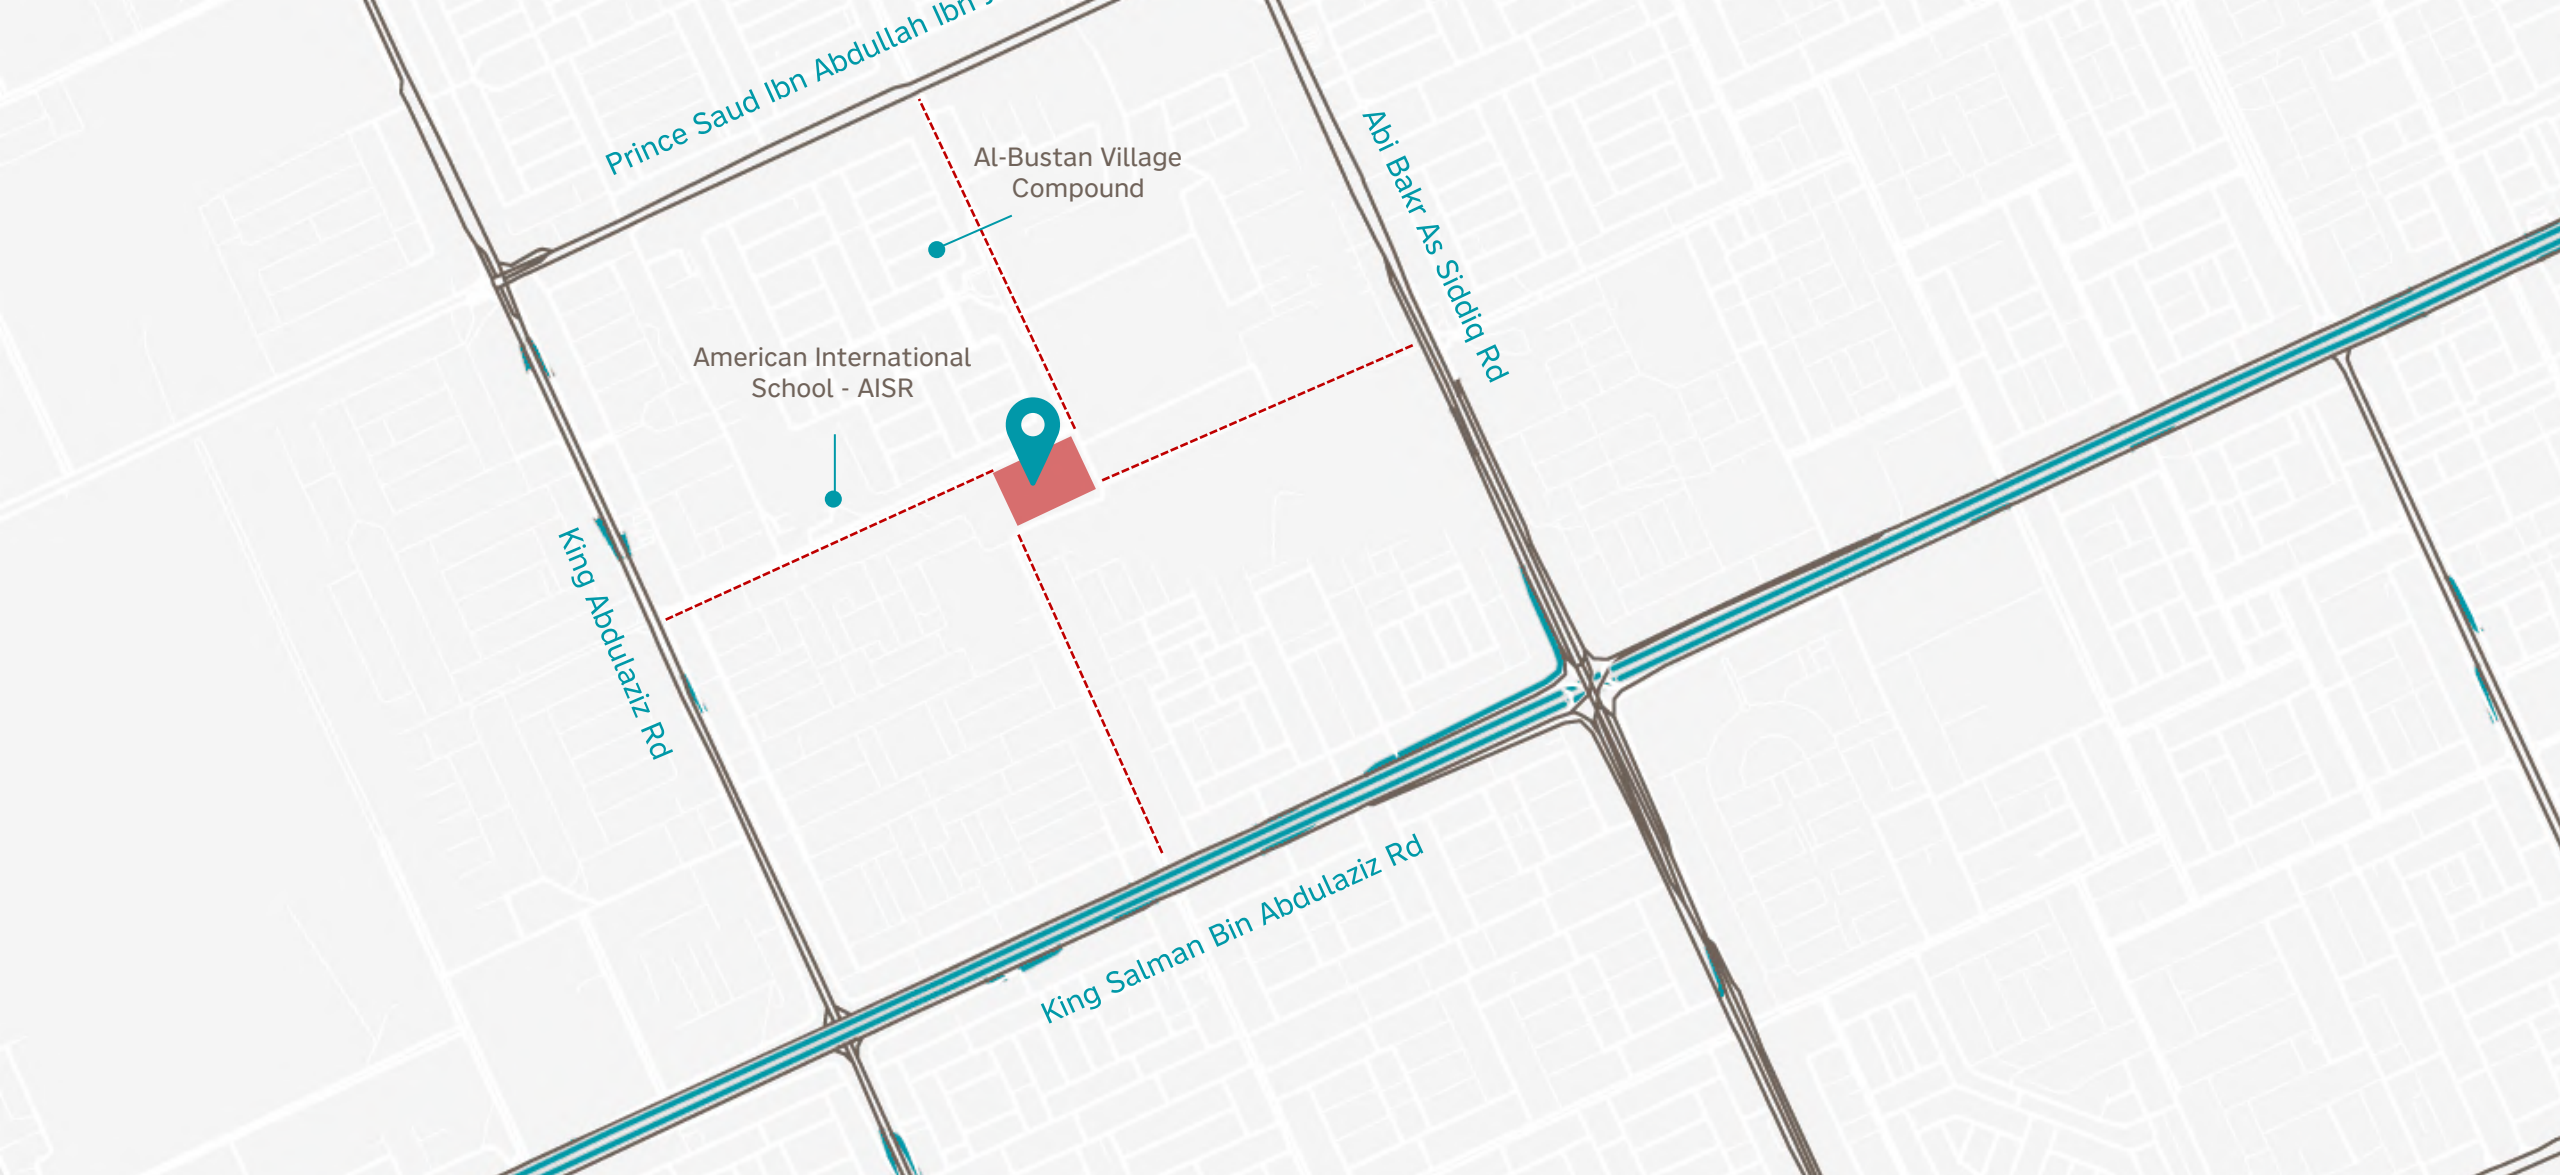 Prince Saud Ibn Abdullah Ibn
Abi Bakr As Siddiq Rd
Al-Bustan Village
Compound
American International
School - AISR
King Abdulaziz Rd
King Salman Bin Abdulaziz Rd